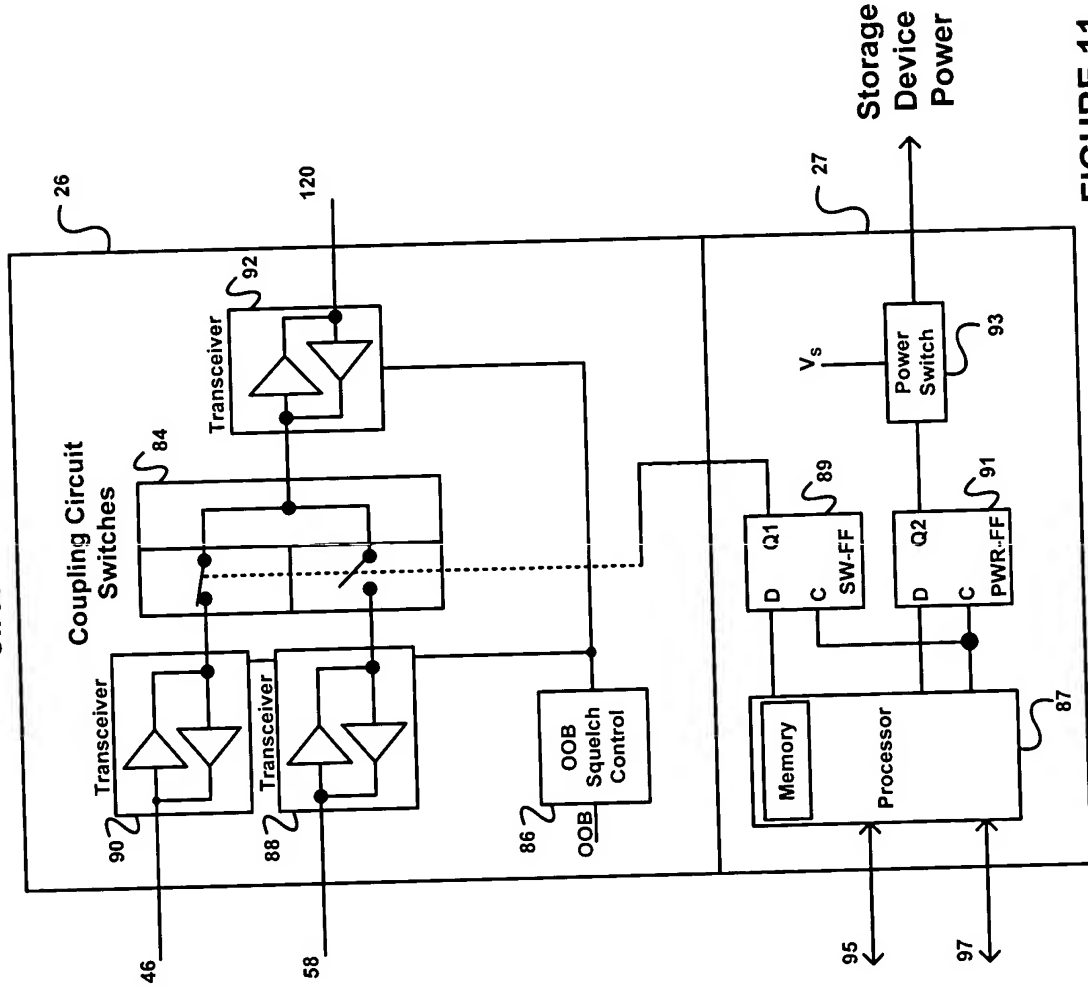 26
120
92
Transceiver
84
Coupling Circuit
Switches
Transceiver
90
Transceiver
88
46
58
86
OOB
Squelch
Control
OOB
27
Storage
Device
Power
Vs
Power
Switch
93
89
D
Q1
C
SW-FF
91
D
Q2
C
PWR-FF
Memory
Processor
87
95
97
FIGURE 11